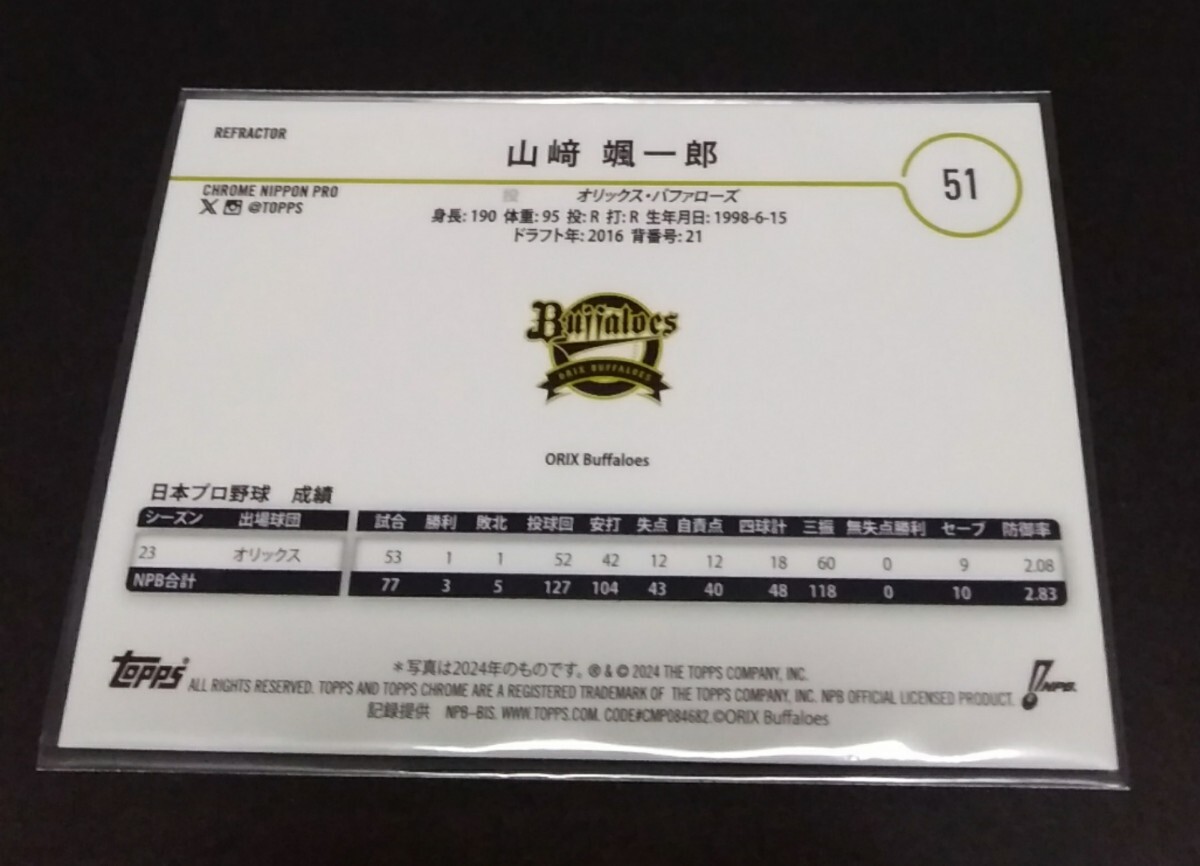 REFRACTOR
山﨑 颯一郎
51
CHROME NIPPON PRO
@TOPPS
投 オリックス・バファローズ
身長: 190 体重: 95 投: R 打: R 生年月日: 1998-6-15
ドラフト年: 2016 背番号: 21
Buffaloes
ORIX BUFFALOES
ORIX Buffaloes
日本プロ野球 成績
シーズン 出場球団 試合 勝利 敗北 投球回 安打 失点 自責点 四球計 三振 無失点勝利 セーブ 防御率
23 オリックス 53 1 1 52 42 12 12 18 60 0 9 2.08
NPB合計 77 3 5 127 104 43 40 48 118 0 10 2.83
TOPPS
*写真は2024年のものです。 ® & © 2024 THE TOPPS COMPANY, INC.
ALL RIGHTS RESERVED. TOPPS AND TOPPS CHROME ARE A REGISTERED TRADEMARK OF THE TOPPS COMPANY, INC. NPB OFFICIAL LICENSED PRODUCT.
NPB
記録提供 NPB-BIS. WWW.TOPPS.COM. CODE#CMP084682. ©ORIX Buffaloes